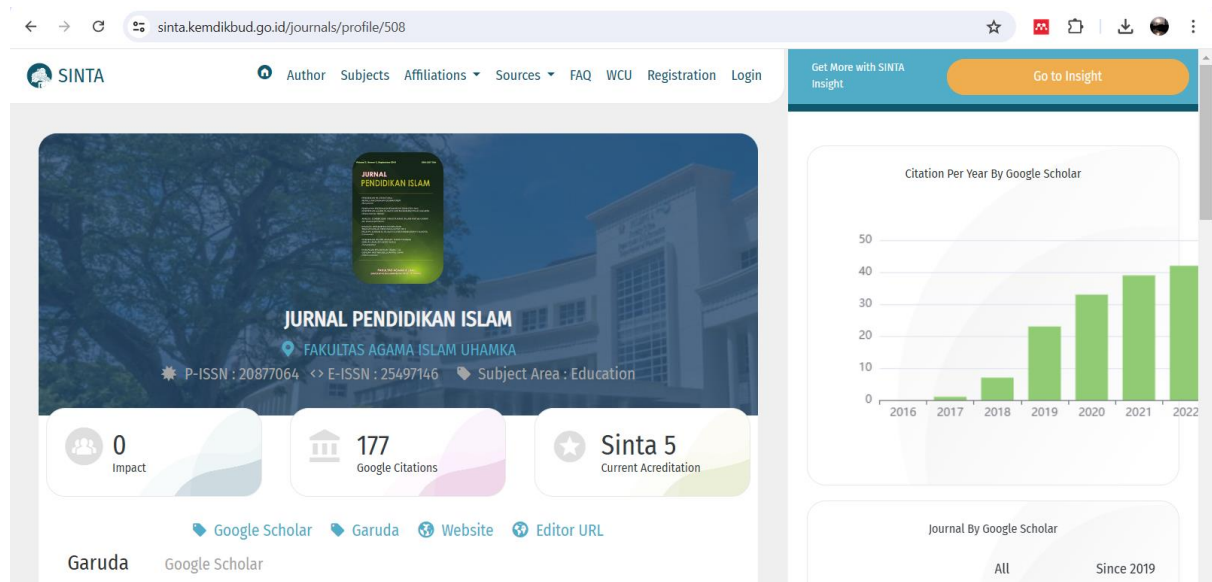 sinta.kemdikbud.go.id/journals/profile/508
SINTA
Author Subjects Affiliations Sources FAQ WCU Registration Login
Get More with SINTA
Insight
Go to Insight
JURNAL
PENDIDIKAN ISLAM
JURNAL PENDIDIKAN ISLAM
FAKULTAS AGAMA ISLAM UHAMKA
P-ISSN : 20877064 <> E-ISSN : 25497146 Subject Area : Education
0
Impact
177
Google Citations
Sinta 5
Current Acreditation
Google Scholar Garuda Website Editor URL
Garuda Google Scholar
Citation Per Year By Google Scholar
50
40
30
20
10
0
2016 2017 2018 2019 2020 2021 2022
Journal By Google Scholar
All Since 2019